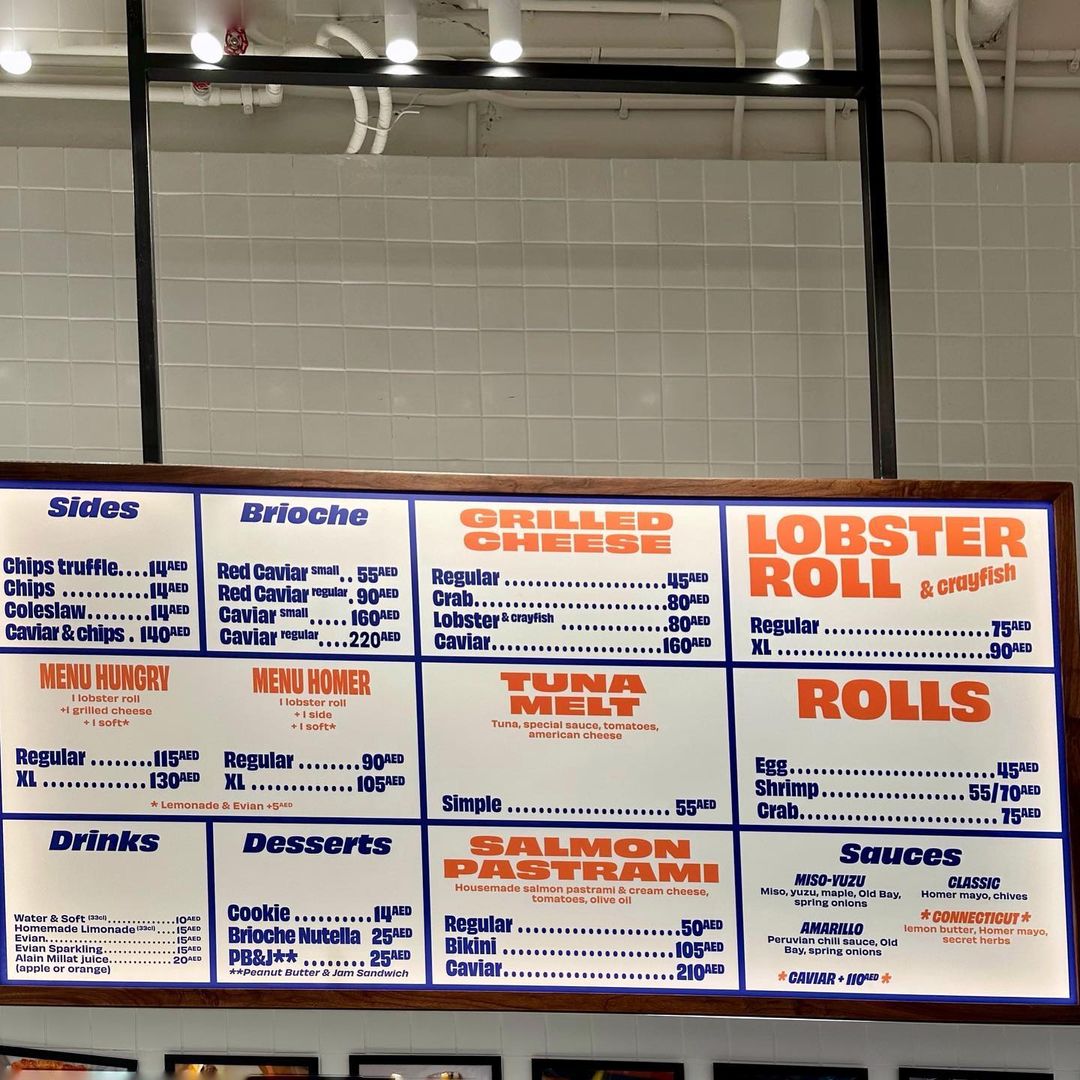 Sides
Chips truffle....14AED
Chips ...........14AED
Coleslaw.......14AED
Caviar & chips . 140AED
Brioche
Red Caviar small.. 55AED
Red Caviar regular. 90AED
Caviar small..... 160AED
Caviar regular....220AED
GRILLED
CHEESE
Regular ........................45AED
Crab.............................80AED
Lobster & crayfish ................80AED
Caviar...........................160AED
LOBSTER
ROLL & crayfish
Regular ........................75AED
XL ...............................90AED
MENU HUNGRY
1 lobster roll
+1 grilled cheese
+ 1 soft*
Regular ........115AED
XL ..............130AED
MENU HOMER
1 lobster roll
+ 1 side
+ 1 soft*
Regular ........90AED
XL .............105AED
* Lemonade & Evian +5AED
TUNA
MELT
Tuna, special sauce, tomatoes,
american cheese
Simple ........................ 55AED
ROLLS
Egg..............................45AED
Shrimp ..................... 55/70AED
Crab.............................75AED
Drinks
Water & Soft (33cl)..................10AED
Homemade Limonade (33cl) .....15AED
Evian...............................15AED
Evian Sparkling...................15AED
Alain Millat juice..................20AED
(apple or orange)
Desserts
Cookie ..........14AED
Brioche Nutella 25AED
PB&J** ........ 25AED
**Peanut Butter & Jam Sandwich
SALMON
PASTRAMI
Housemade salmon pastrami & cream cheese,
tomatoes, olive oil
Regular ........................50AED
Bikini ..........................105AED
Caviar..........................210AED
Sauces
MISO-YUZU
Miso, yuzu, maple, Old Bay,
spring onions
AMARILLO
Peruvian chili sauce, Old
Bay, spring onions
CLASSIC
Homer mayo, chives
* CONNECTICUT *
lemon butter, Homer mayo,
secret herbs
* CAVIAR + 110AED *